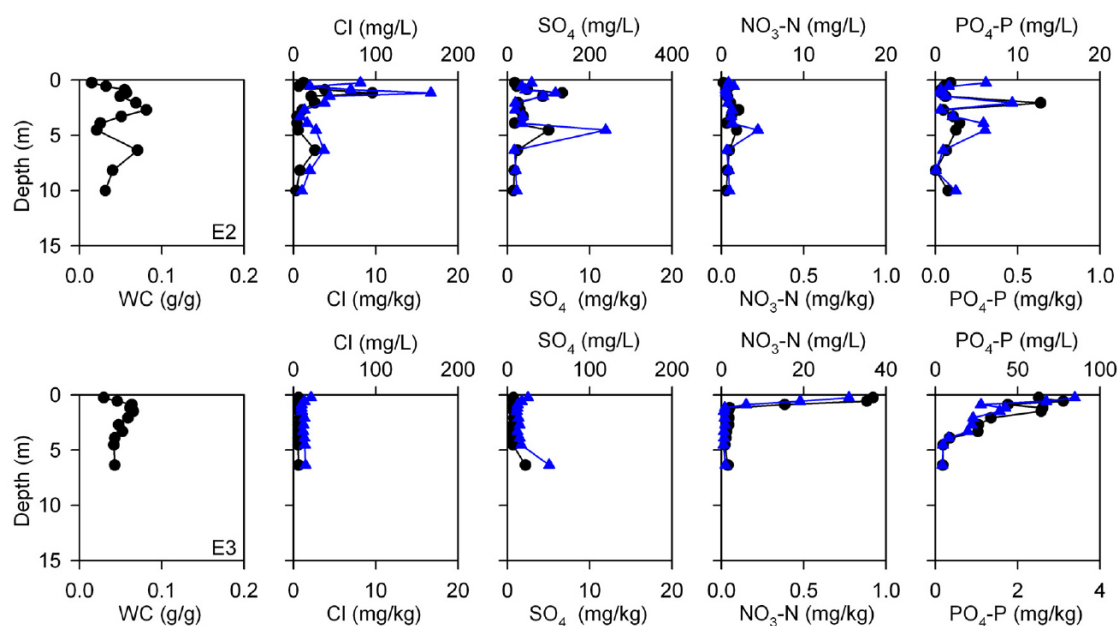 Cl (mg/L) SO₄ (mg/L) NO₃-N (mg/L) PO₄-P (mg/L)
0 100 200 0 200 400 0 10 20 0 10 20
0
5
10
15
Depth (m)
E2
0.0 0.1 0.2 0 10 20 0 20 40 0.0 0.5 1.0 0.0 0.5 1.0
WC (g/g) Cl (mg/kg) SO₄ (mg/kg) NO₃-N (mg/kg) PO₄-P (mg/kg)
Cl (mg/L) SO₄ (mg/L) NO₃-N (mg/L) PO₄-P (mg/L)
0 100 200 0 200 400 0 20 40 0 50 100
0
5
10
15
Depth (m)
E3
0.0 0.1 0.2 0 10 20 0 20 40 0.0 0.5 1.0 0 2 4
WC (g/g) Cl (mg/kg) SO₄ (mg/kg) NO₃-N (mg/kg) PO₄-P (mg/kg)